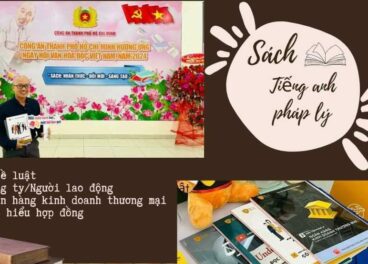 CÔNG AN THÀNH PHỐ HỒ CHÍ MINH
CÔNG AN THÀNH PHỐ HỒ CHÍ MINH HƯỞNG ỨNG
NGÀY HỘI VĂN HÓA ĐỌC VIỆT NAM NĂM 2024
SÁCH: NHẬN THỨC - ĐỔI MỚI - SÁNG TẠO
Sách
Tiếng anh
pháp lý
ề luật
g ty/Người lao động
n hàng kinh doanh thương mại
hiểu hợp đồng